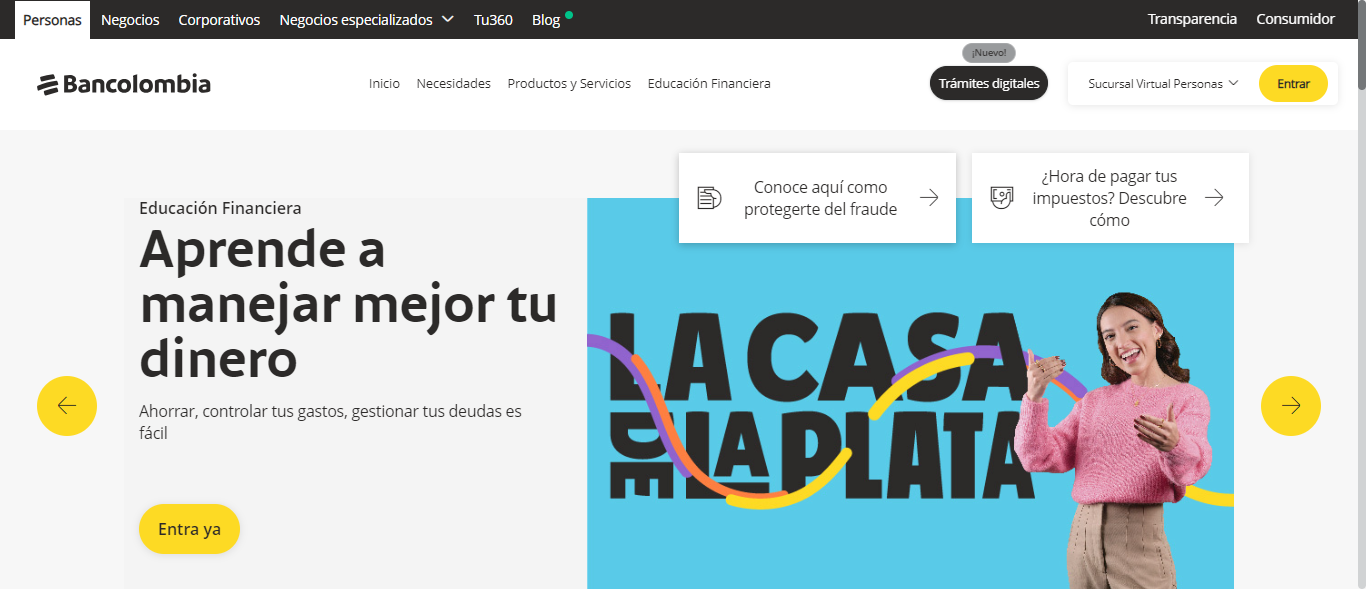 Personas Negocios Corporativos Negocios especializados Tu360 Blog Transparencia Consumidor
¡Nuevo!
Bancolombia Inicio Necesidades Productos y Servicios Educación Financiera Trámites digitales Sucursal Virtual Personas Entrar
Conoce aquí como
protegerte del fraude
¿Hora de pagar tus
impuestos? Descubre
cómo
Educación Financiera
Aprende a
manejar mejor tu
dinero
Ahorrar, controlar tus gastos, gestionar tus deudas es
fácil
Entra ya
LA CASA
DE LA PLATA